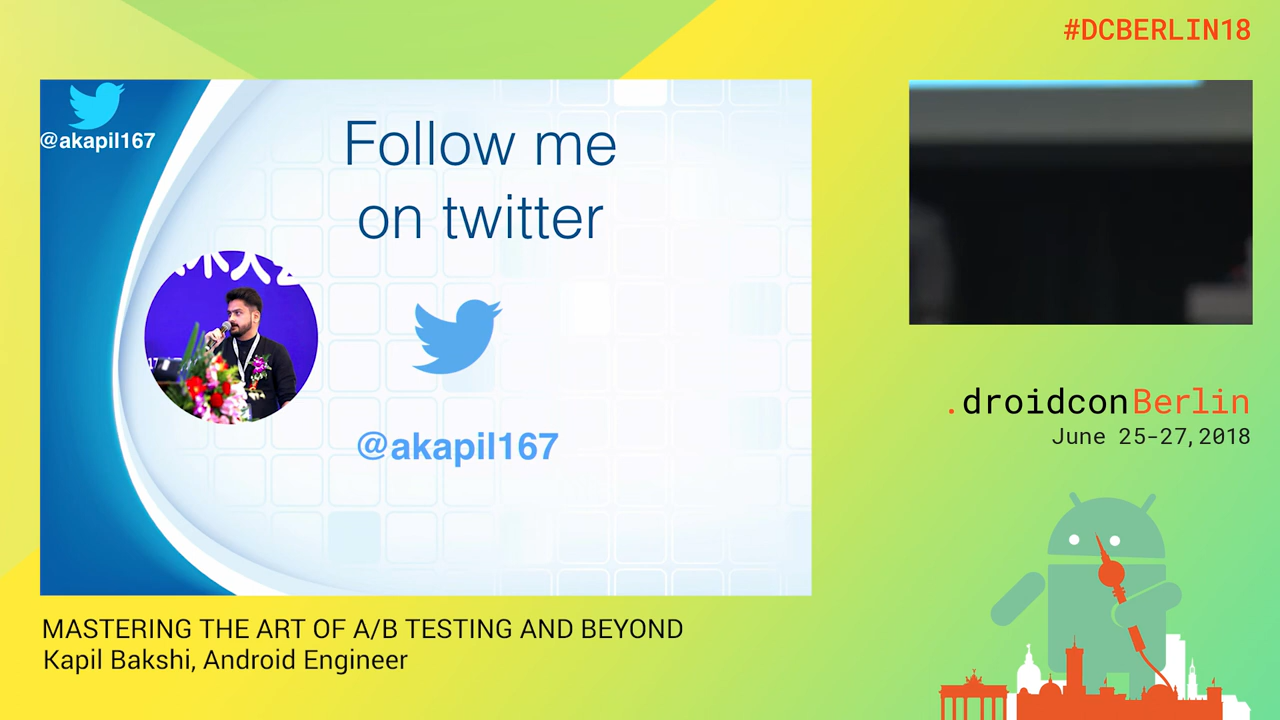 #DCBERLIN18
@akapil167
Follow me
on twitter
@akapil167
.droidconBerlin
June 25-27, 2018
MASTERING THE ART OF A/B TESTING AND BEYOND
Kapil Bakshi, Android Engineer